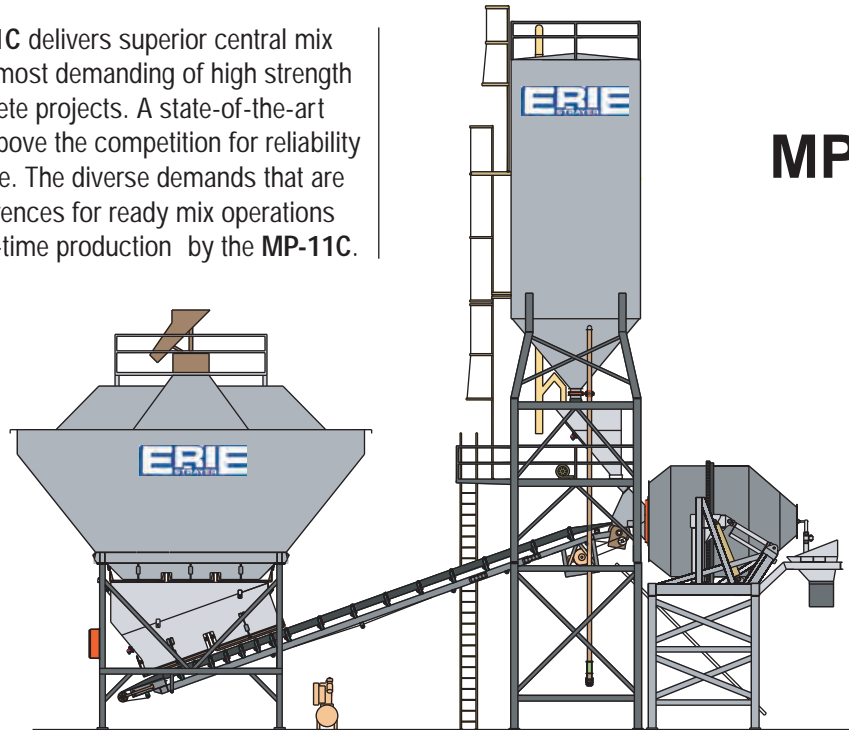 1C delivers superior central mix
most demanding of high strength
ete projects. A state-of-the-art
bove the competition for reliability
e. The diverse demands that are
rences for ready mix operations
-time production by the MP-11C.
MP
ERIE
STRAYER
ERIE
STRAYER